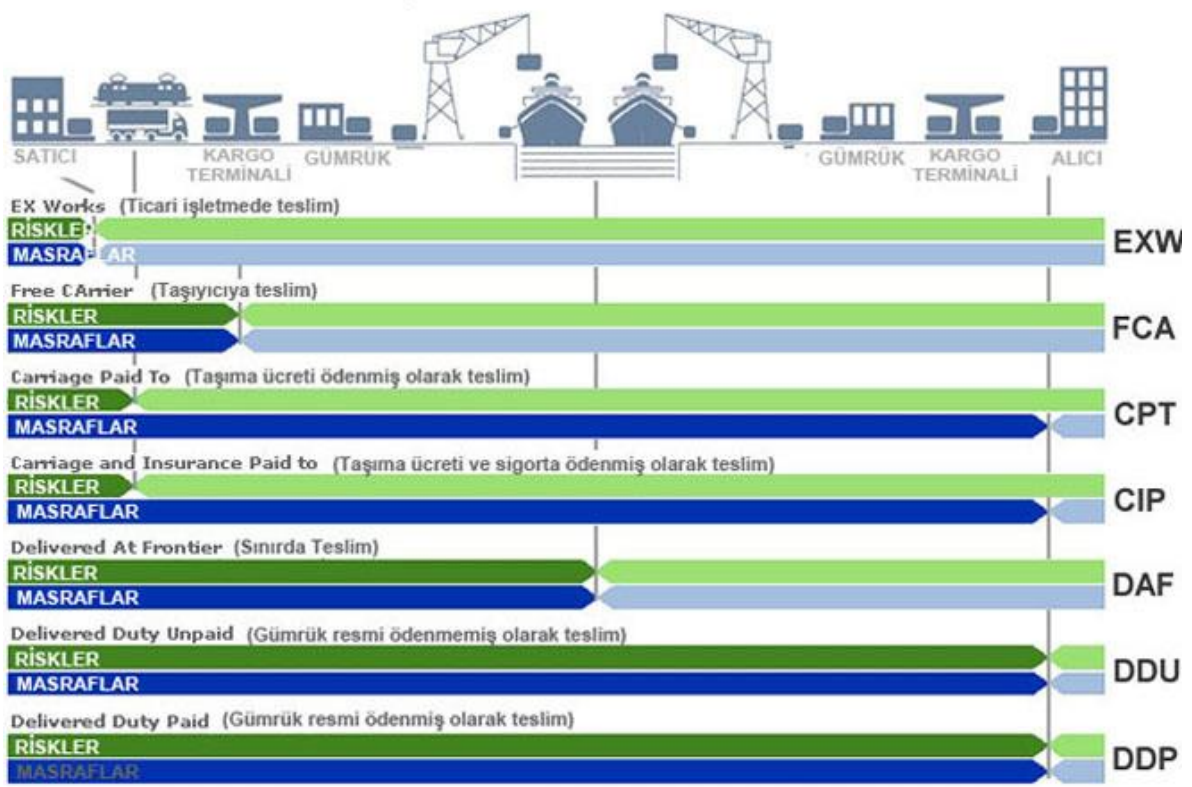 SATICI
KARGO TERMİNALİ
GÜMRÜK
GÜMRÜK
KARGO TERMİNALİ
ALICI
EX Works (Ticari işletmede teslim)
RİSKLER
MASRAFLAR
EXW
Free CArrier (Taşıyıcıya teslim)
RİSKLER
MASRAFLAR
FCA
Carriage Paid To (Taşıma ücreti ödenmiş olarak teslim)
RİSKLER
MASRAFLAR
CPT
Carriage and Insurance Paid to (Taşıma ücreti ve sigorta ödenmiş olarak teslim)
RİSKLER
MASRAFLAR
CIP
Delivered At Frontier (Sınırda Teslim)
RİSKLER
MASRAFLAR
DAF
Delivered Duty Unpaid (Gümrük resmi ödenmemiş olarak teslim)
RİSKLER
MASRAFLAR
DDU
Delivered Duty Paid (Gümrük resmi ödenmiş olarak teslim)
RİSKLER
MASRAFLAR
DDP